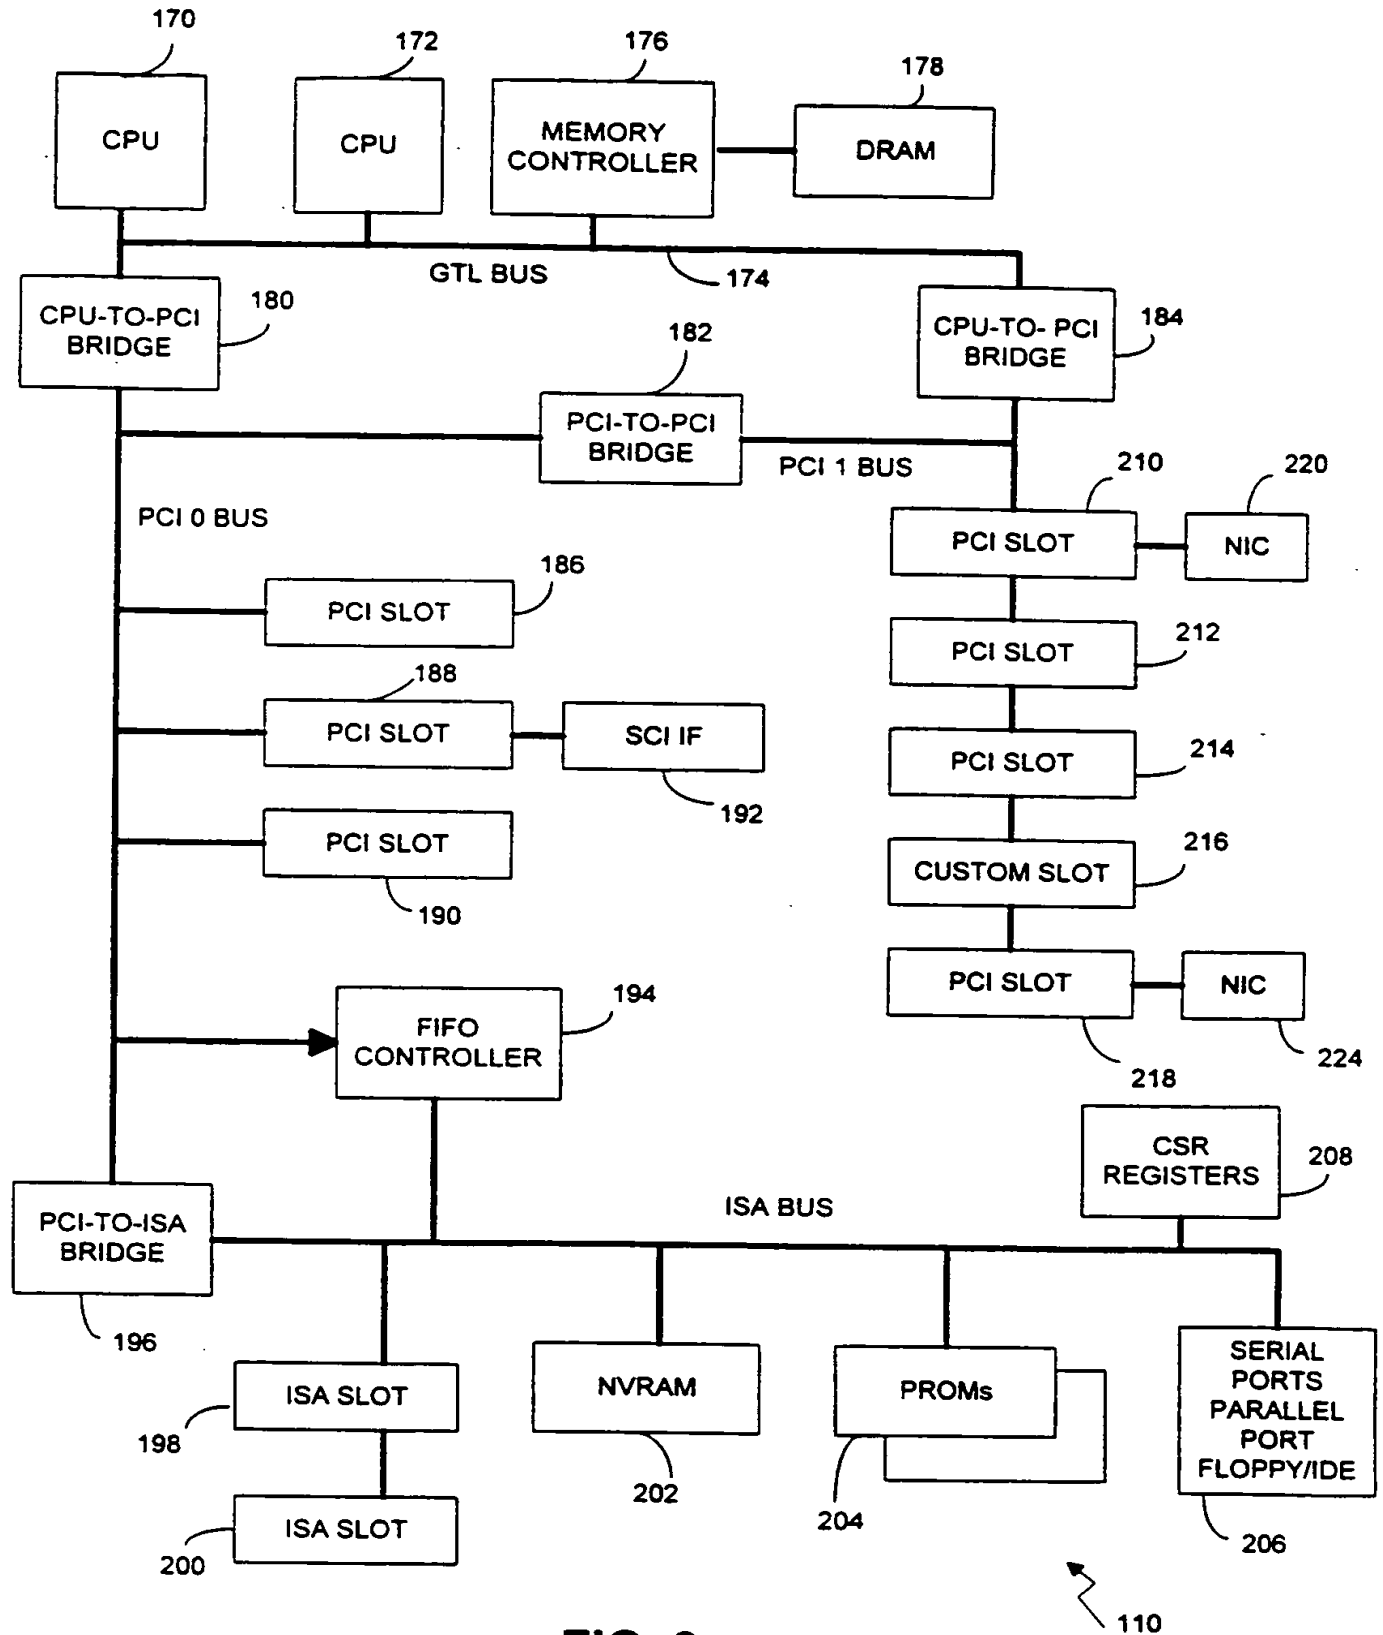 170
172
176
178
CPU
CPU
MEMORY
CONTROLLER
DRAM
GTL BUS
174
CPU-TO-PCI
BRIDGE
180
182
CPU-TO- PCI
BRIDGE
184
PCI-TO-PCI
BRIDGE
PCI 1 BUS
210
220
PCI 0 BUS
PCI SLOT
NIC
186
PCI SLOT
212
PCI SLOT
188
PCI SLOT
SCI IF
192
214
PCI SLOT
PCI SLOT
190
216
CUSTOM SLOT
PCI SLOT
NIC
218
224
194
FIFO
CONTROLLER
CSR
REGISTERS
208
ISA BUS
PCI-TO-ISA
BRIDGE
196
ISA SLOT
198
NVRAM
202
PROMs
204
SERIAL
PORTS
PARALLEL
PORT
FLOPPY/IDE
206
ISA SLOT
200
110